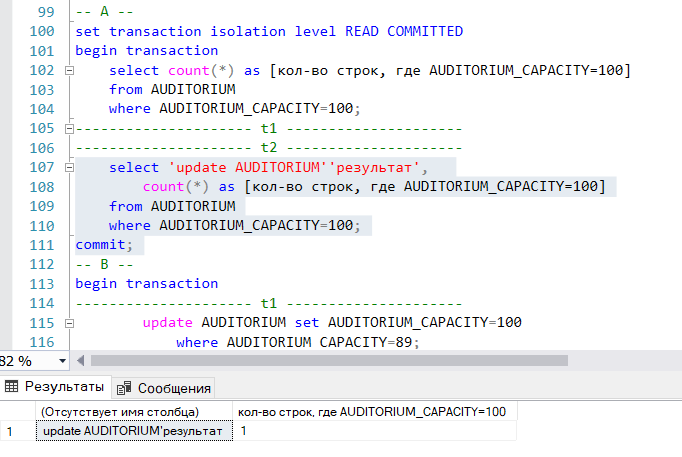 99 -- A --
100 set transaction isolation level READ COMMITTED
101 begin transaction
102 select count(*) as [кол-во строк, где AUDITORIUM_CAPACITY=100]
103 from AUDITORIUM
104 where AUDITORIUM_CAPACITY=100;
105 --------------------- t1 ---------------------
106 --------------------- t2 ---------------------
107 select 'update AUDITORIUM''результат',
108 count(*) as [кол-во строк, где AUDITORIUM_CAPACITY=100]
109 from AUDITORIUM
110 where AUDITORIUM_CAPACITY=100;
111 commit;
112 -- B --
113 begin transaction
114 --------------------- t1 ---------------------
115 update AUDITORIUM set AUDITORIUM_CAPACITY=100
116 where AUDITORIUM_CAPACITY=89;
82 %
Результаты Сообщения
(Отсутствует имя столбца) кол-во строк, где AUDITORIUM_CAPACITY=100
1 update AUDITORIUM'результат 1